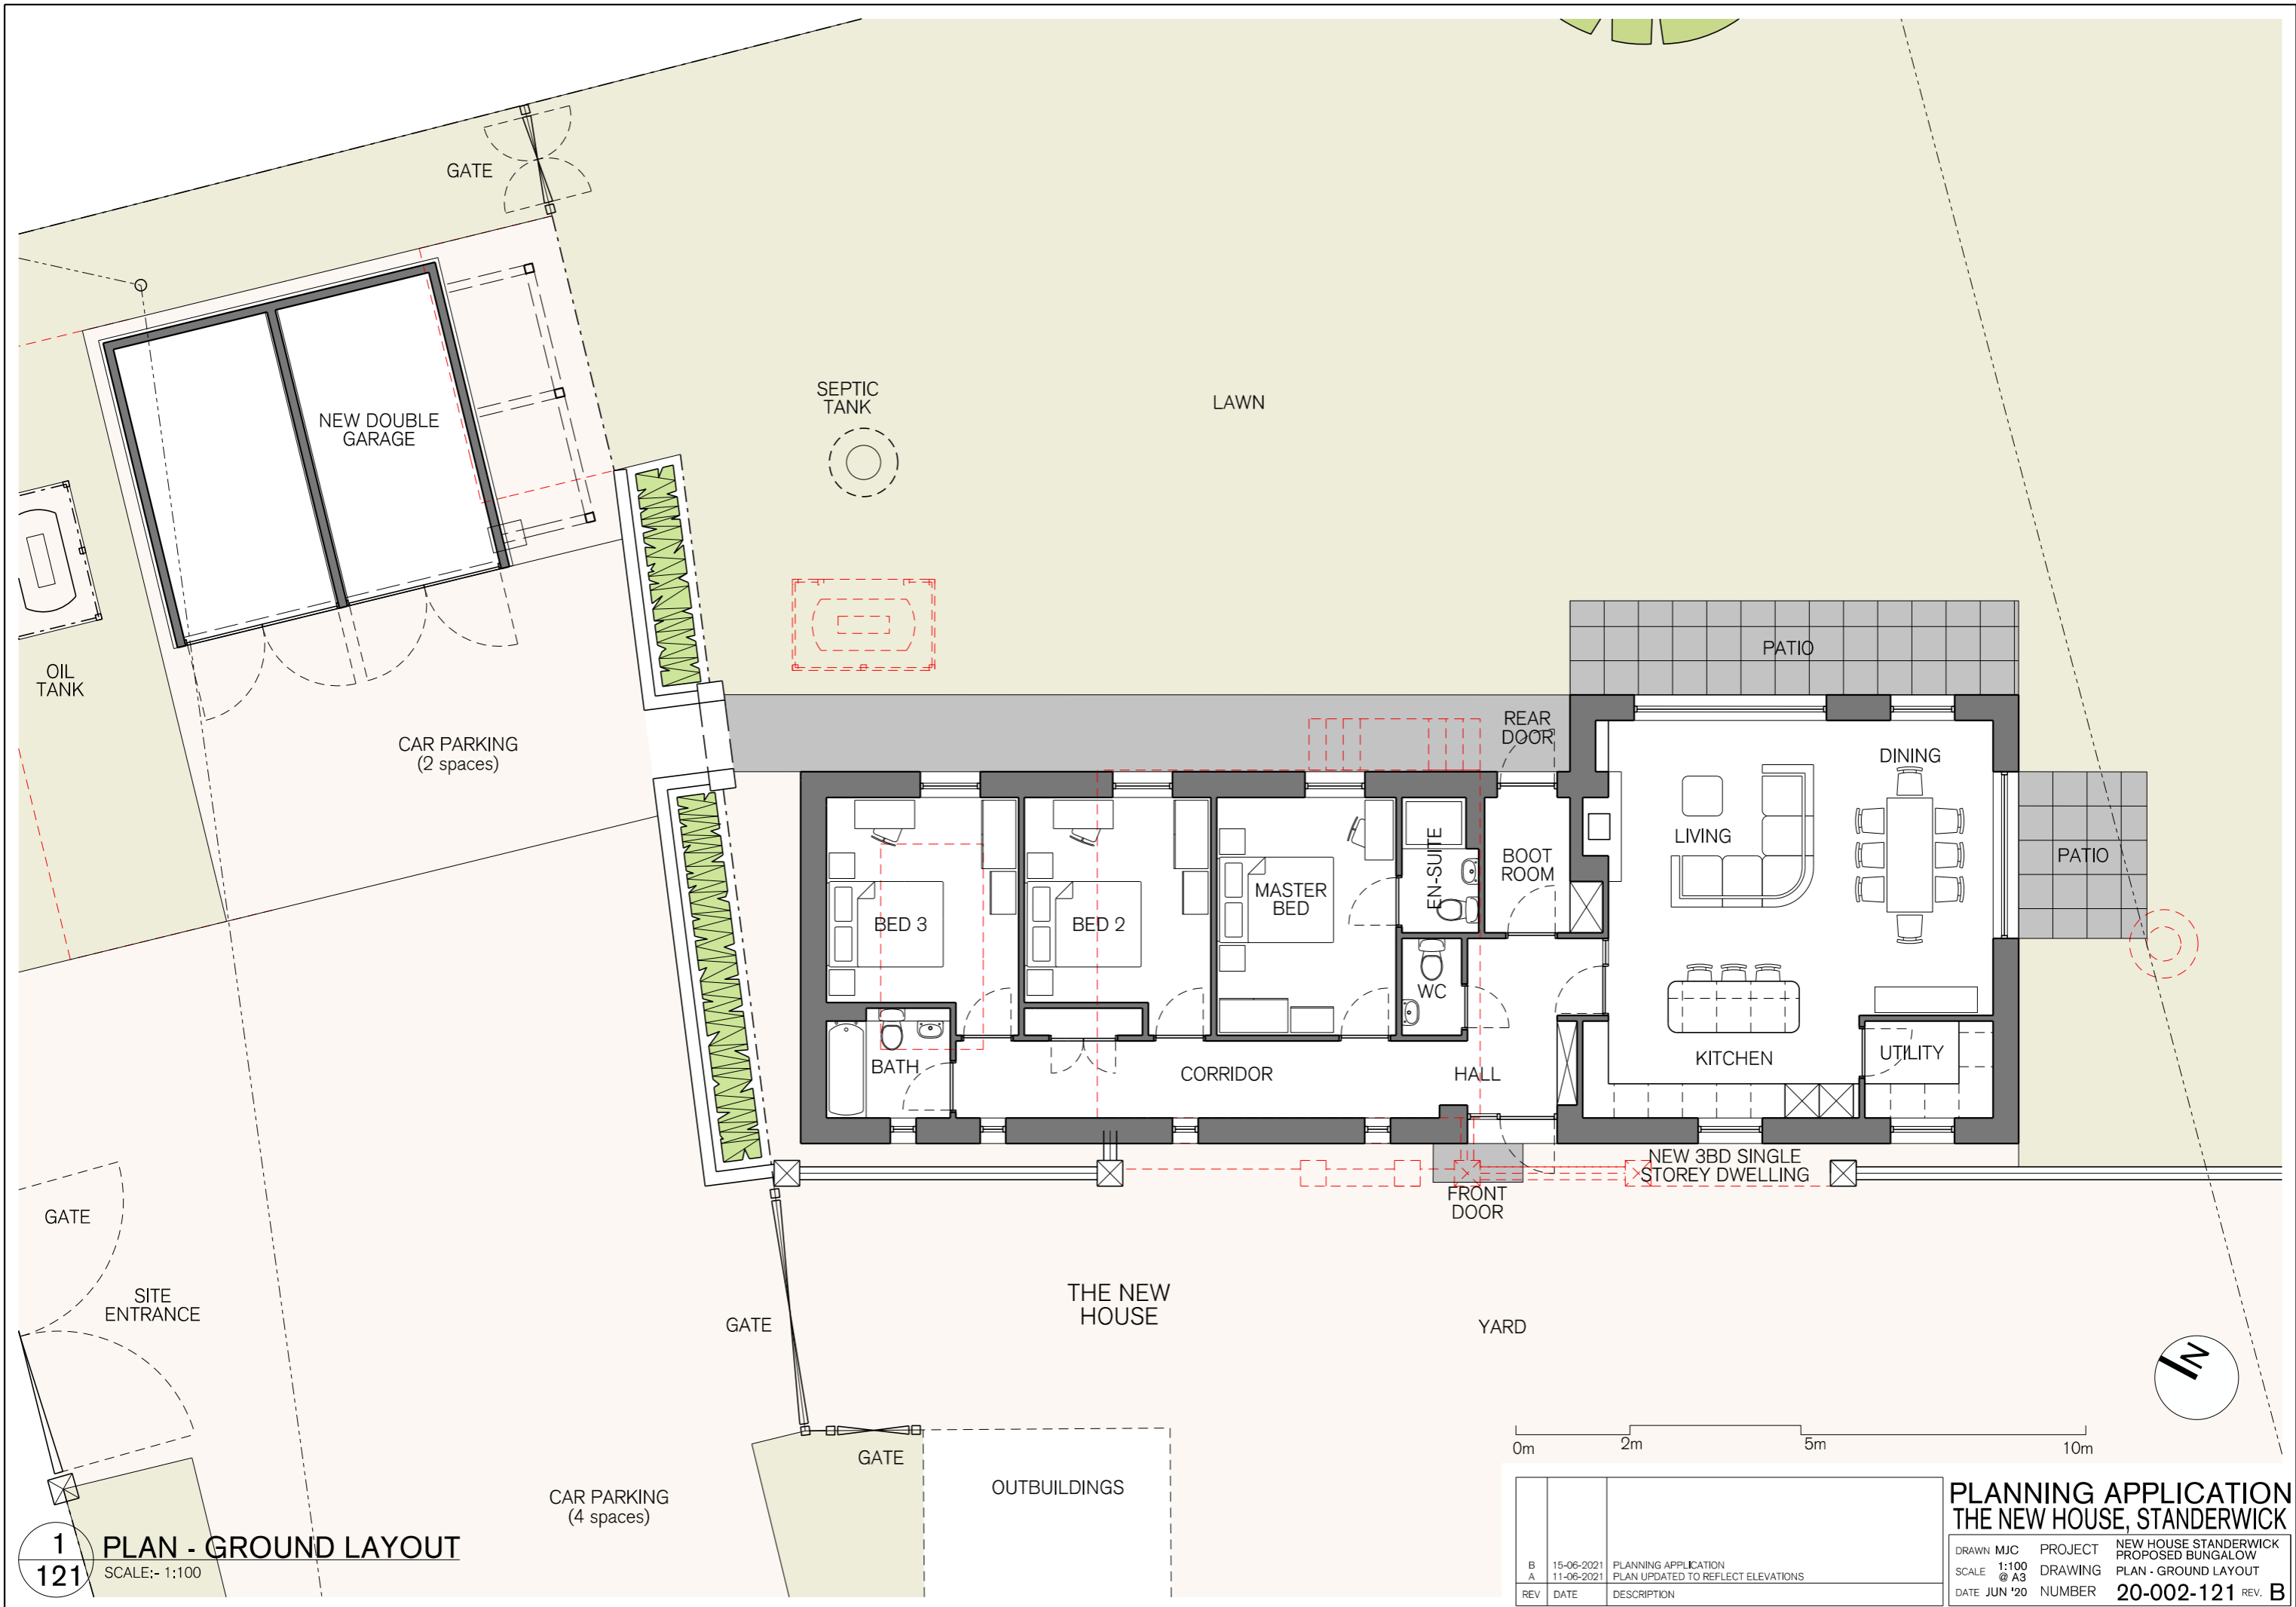 GATE
NEW DOUBLE
GARAGE
SEPTIC
TANK
LAWN
OIL
TANK
CAR PARKING
(2 spaces)
PATIO
REAR
DOOR
DINING
LIVING
PATIO
EN-SUITE
BOOT
ROOM
MASTER
BED
BED 3
BED 2
WC
BATH
CORRIDOR
HALL
KITCHEN
UTILITY
NEW 3BD SINGLE
STOREY DWELLING
FRONT
DOOR
GATE
SITE
ENTRANCE
GATE
THE NEW
HOUSE
YARD
N
0m
2m
5m
10m
GATE
OUTBUILDINGS
CAR PARKING
(4 spaces)
1
121
PLAN - GROUND LAYOUT
SCALE:- 1:100
B 15-06-2021 PLANNING APPLICATION
A 11-06-2021 PLAN UPDATED TO REFLECT ELEVATIONS
REV DATE DESCRIPTION
PLANNING APPLICATION
THE NEW HOUSE, STANDERWICK
DRAWN MJC PROJECT NEW HOUSE STANDERWICK
PROPOSED BUNGALOW
SCALE 1:100 @ A3 DRAWING PLAN - GROUND LAYOUT
DATE JUN '20 NUMBER 20-002-121 REV. B